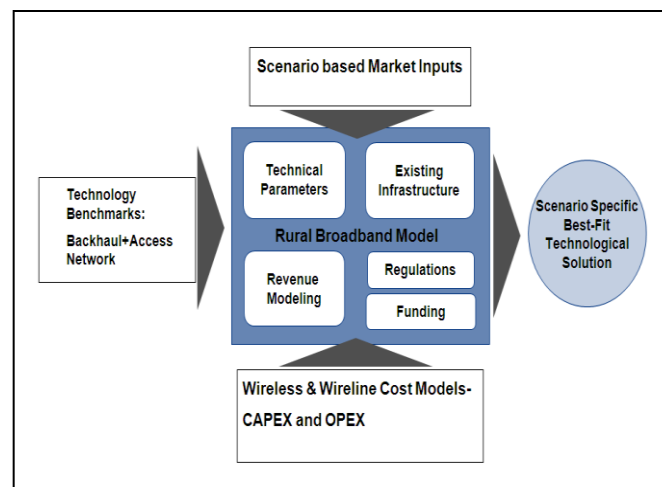 Scenario based Market Inputs
Technical
Parameters
Existing
Infrastructure
Technology
Benchmarks:
Backhaul+Access
Network
Rural Broadband Model
Scenario Specific
Best-Fit
Technological
Solution
Revenue
Modeling
Regulations
Funding
Wireless & Wireline Cost Models-
CAPEX and OPEX